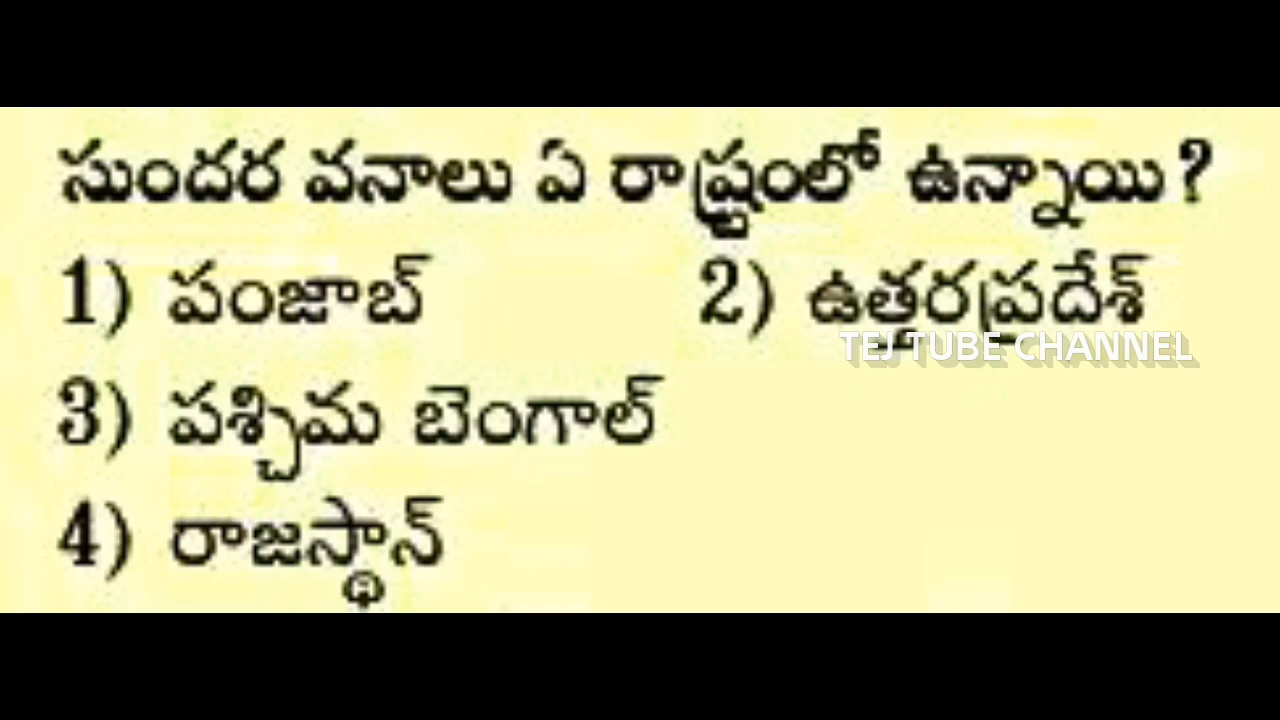 సుందర వనాలు ఏ రాష్ట్రంలో ఉన్నాయి?
1) పంజాబ్ 2) ఉత్తరప్రదేశ్
TEJ TUBE CHANNEL
3) పశ్చిమ బెంగాల్
4) రాజస్థాన్